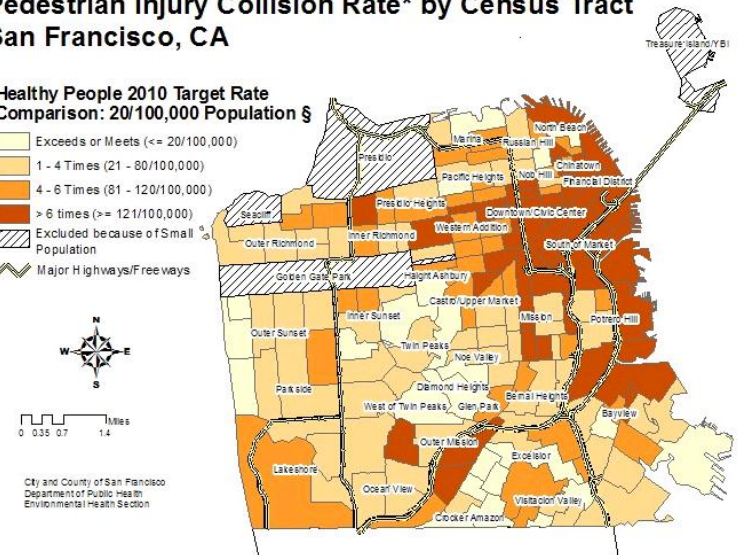 Pedestrian Injury Collision Rate* by Census Tract
San Francisco, CA
Healthy People 2010 Target Rate
Comparison: 20/100,000 Population §
Exceeds or Meets (<= 20/100,000)
1 - 4 Times (21 - 80/100,000)
4 - 6 Times (81 - 120/100,000)
> 6 times (>= 121/100,000)
Excluded because of Small
Population
Major Highways/Freeways
N
W
E
S
Miles
0 0.35 0.7 1.4
City and County of San Francisco
Department of Public Health
Environmental Health Section
Treasure Island/YBI
North Beach
Marina
Russian Hill
Presidio
Chinatown
Pacific Heights
Nob Hill
Financial District
Presidio Heights
Seacliff
Downtown/Civic Center
Western Addition
Outer Richmond
Inner Richmond
South of Market
Golden Gate Park
Haight Ashbury
Castro/Upper Market
Inner Sunset
Mission
Potrero Hill
Outer Sunset
Twin Peaks
Noe Valley
Parkside
Diamond Heights
West of Twin Peaks
Glen Park
Bernal Heights
Bayview
Outer Mission
Excelsior
Lakeshore
Ocean View
Visitacion Valley
Crocker Amazon